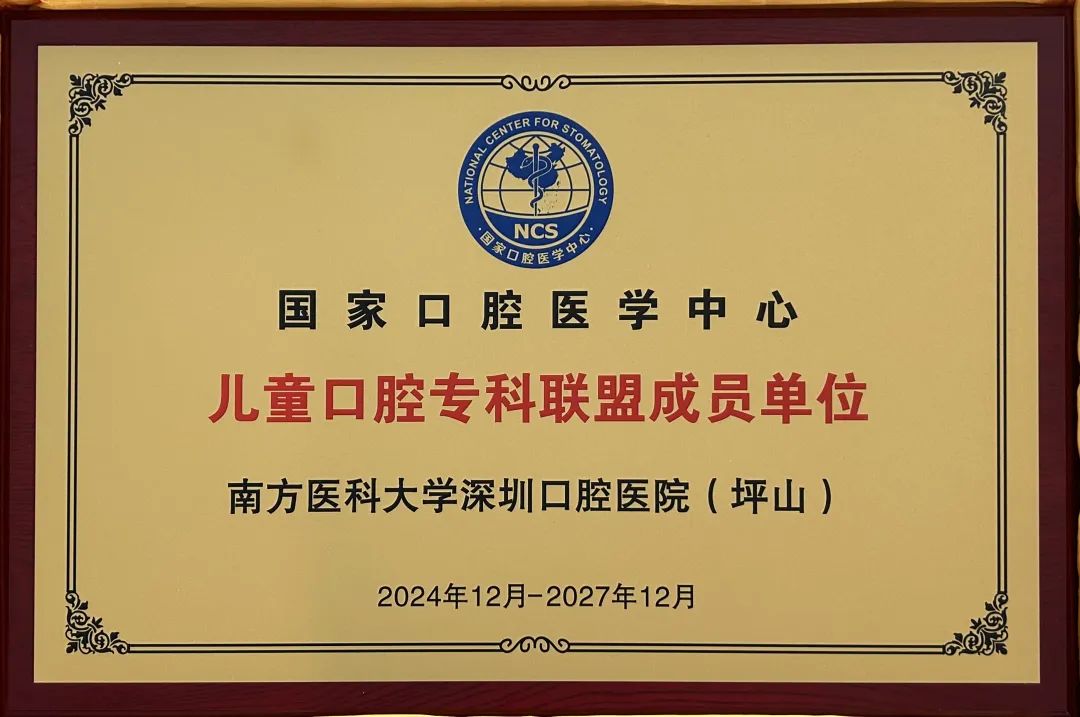 NATIONAL CENTER FOR STOMATOLOGY
NCS
·国家口腔医学中心·
国家口腔医学中心
儿童口腔专科联盟成员单位
南方医科大学深圳口腔医院（坪山）
2024年12月-2027年12月